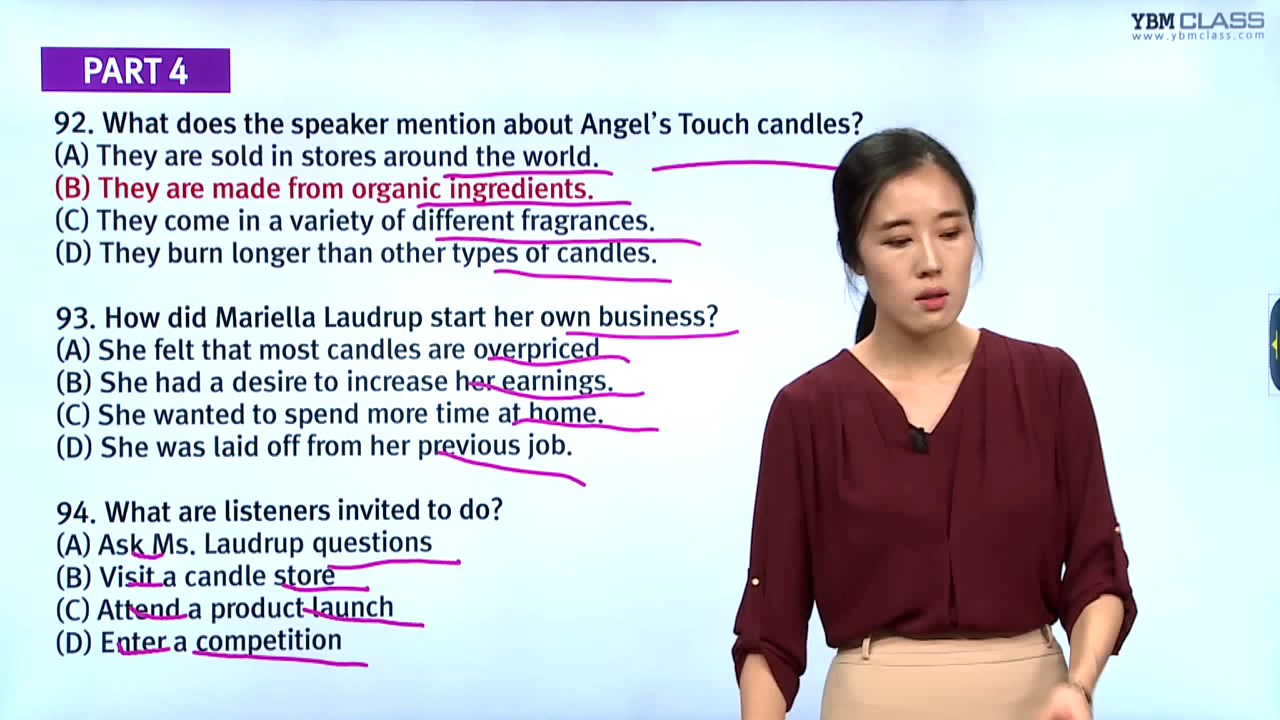 YBM CLASS
www.ybmclass.com
PART 4
92. What does the speaker mention about Angel's Touch candles?
(A) They are sold in stores around the world.
(B) They are made from organic ingredients.
(C) They come in a variety of different fragrances.
(D) They burn longer than other types of candles.
93. How did Mariella Laudrup start her own business?
(A) She felt that most candles are overpriced
(B) She had a desire to increase her earnings.
(C) She wanted to spend more time at home.
(D) She was laid off from her previous job.
94. What are listeners invited to do?
(A) Ask Ms. Laudrup questions
(B) Visit a candle store
(C) Attend a product launch
(D) Enter a competition